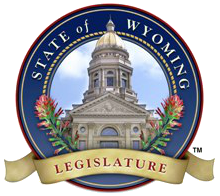 STATE of WYOMING
LEGISLATURE
TM